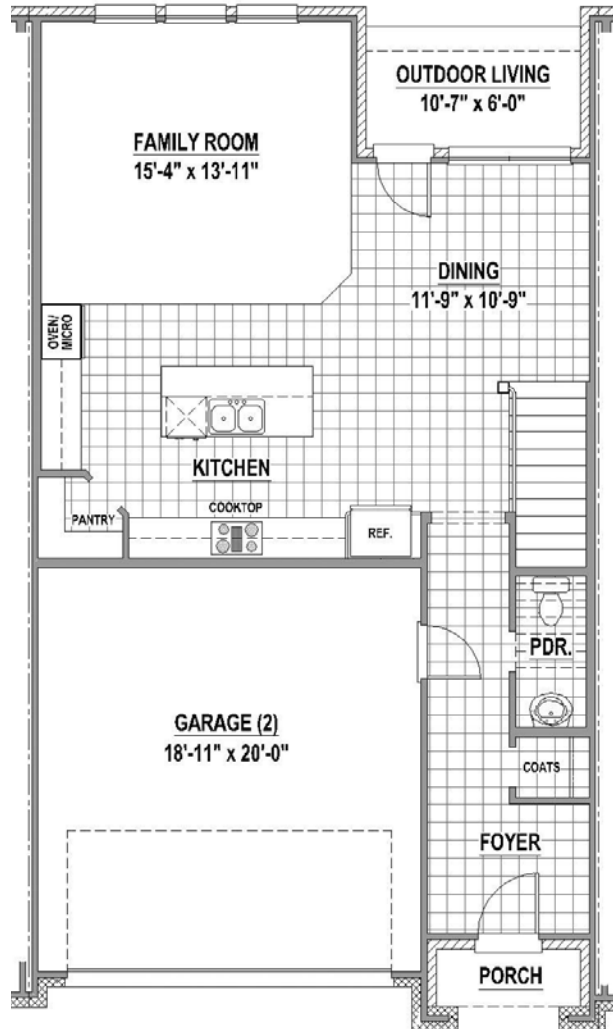 OUTDOOR LIVING
10'-7" x 6'-0"
FAMILY ROOM
15'-4" x 13'-11"
DINING
11'-9" x 10'-9"
OVEN/
MICRO
KITCHEN
COOKTOP
PANTRY
REF.
PDR.
GARAGE (2)
18'-11" x 20'-0"
COATS
FOYER
PORCH